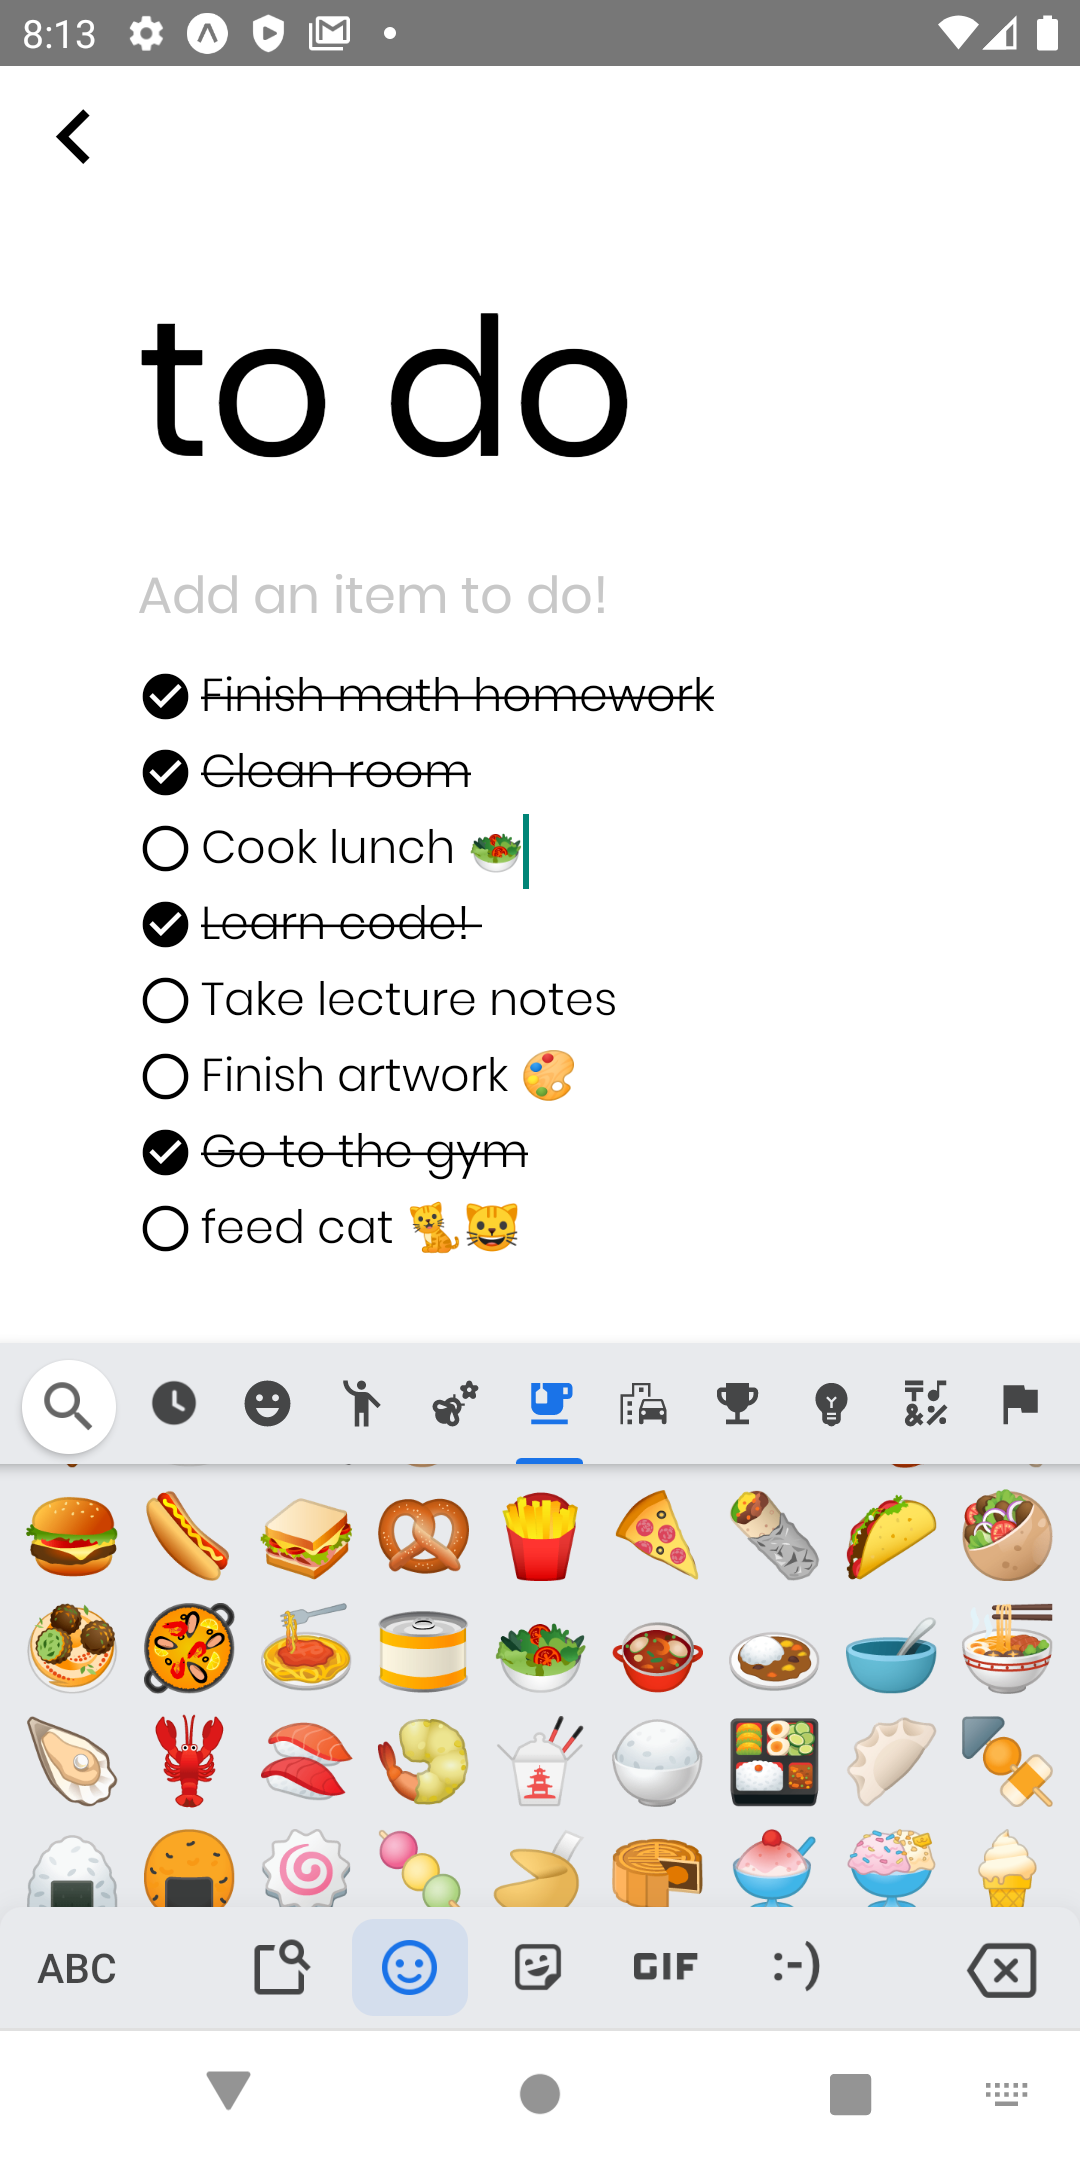 8:13
to do
Add an item to do!
Finish math homework
Clean room
Cook lunch 🥗
Learn code!
Take lecture notes
Finish artwork 🎨
Go to the gym
feed cat 🐈😺
ABC GIF :-)